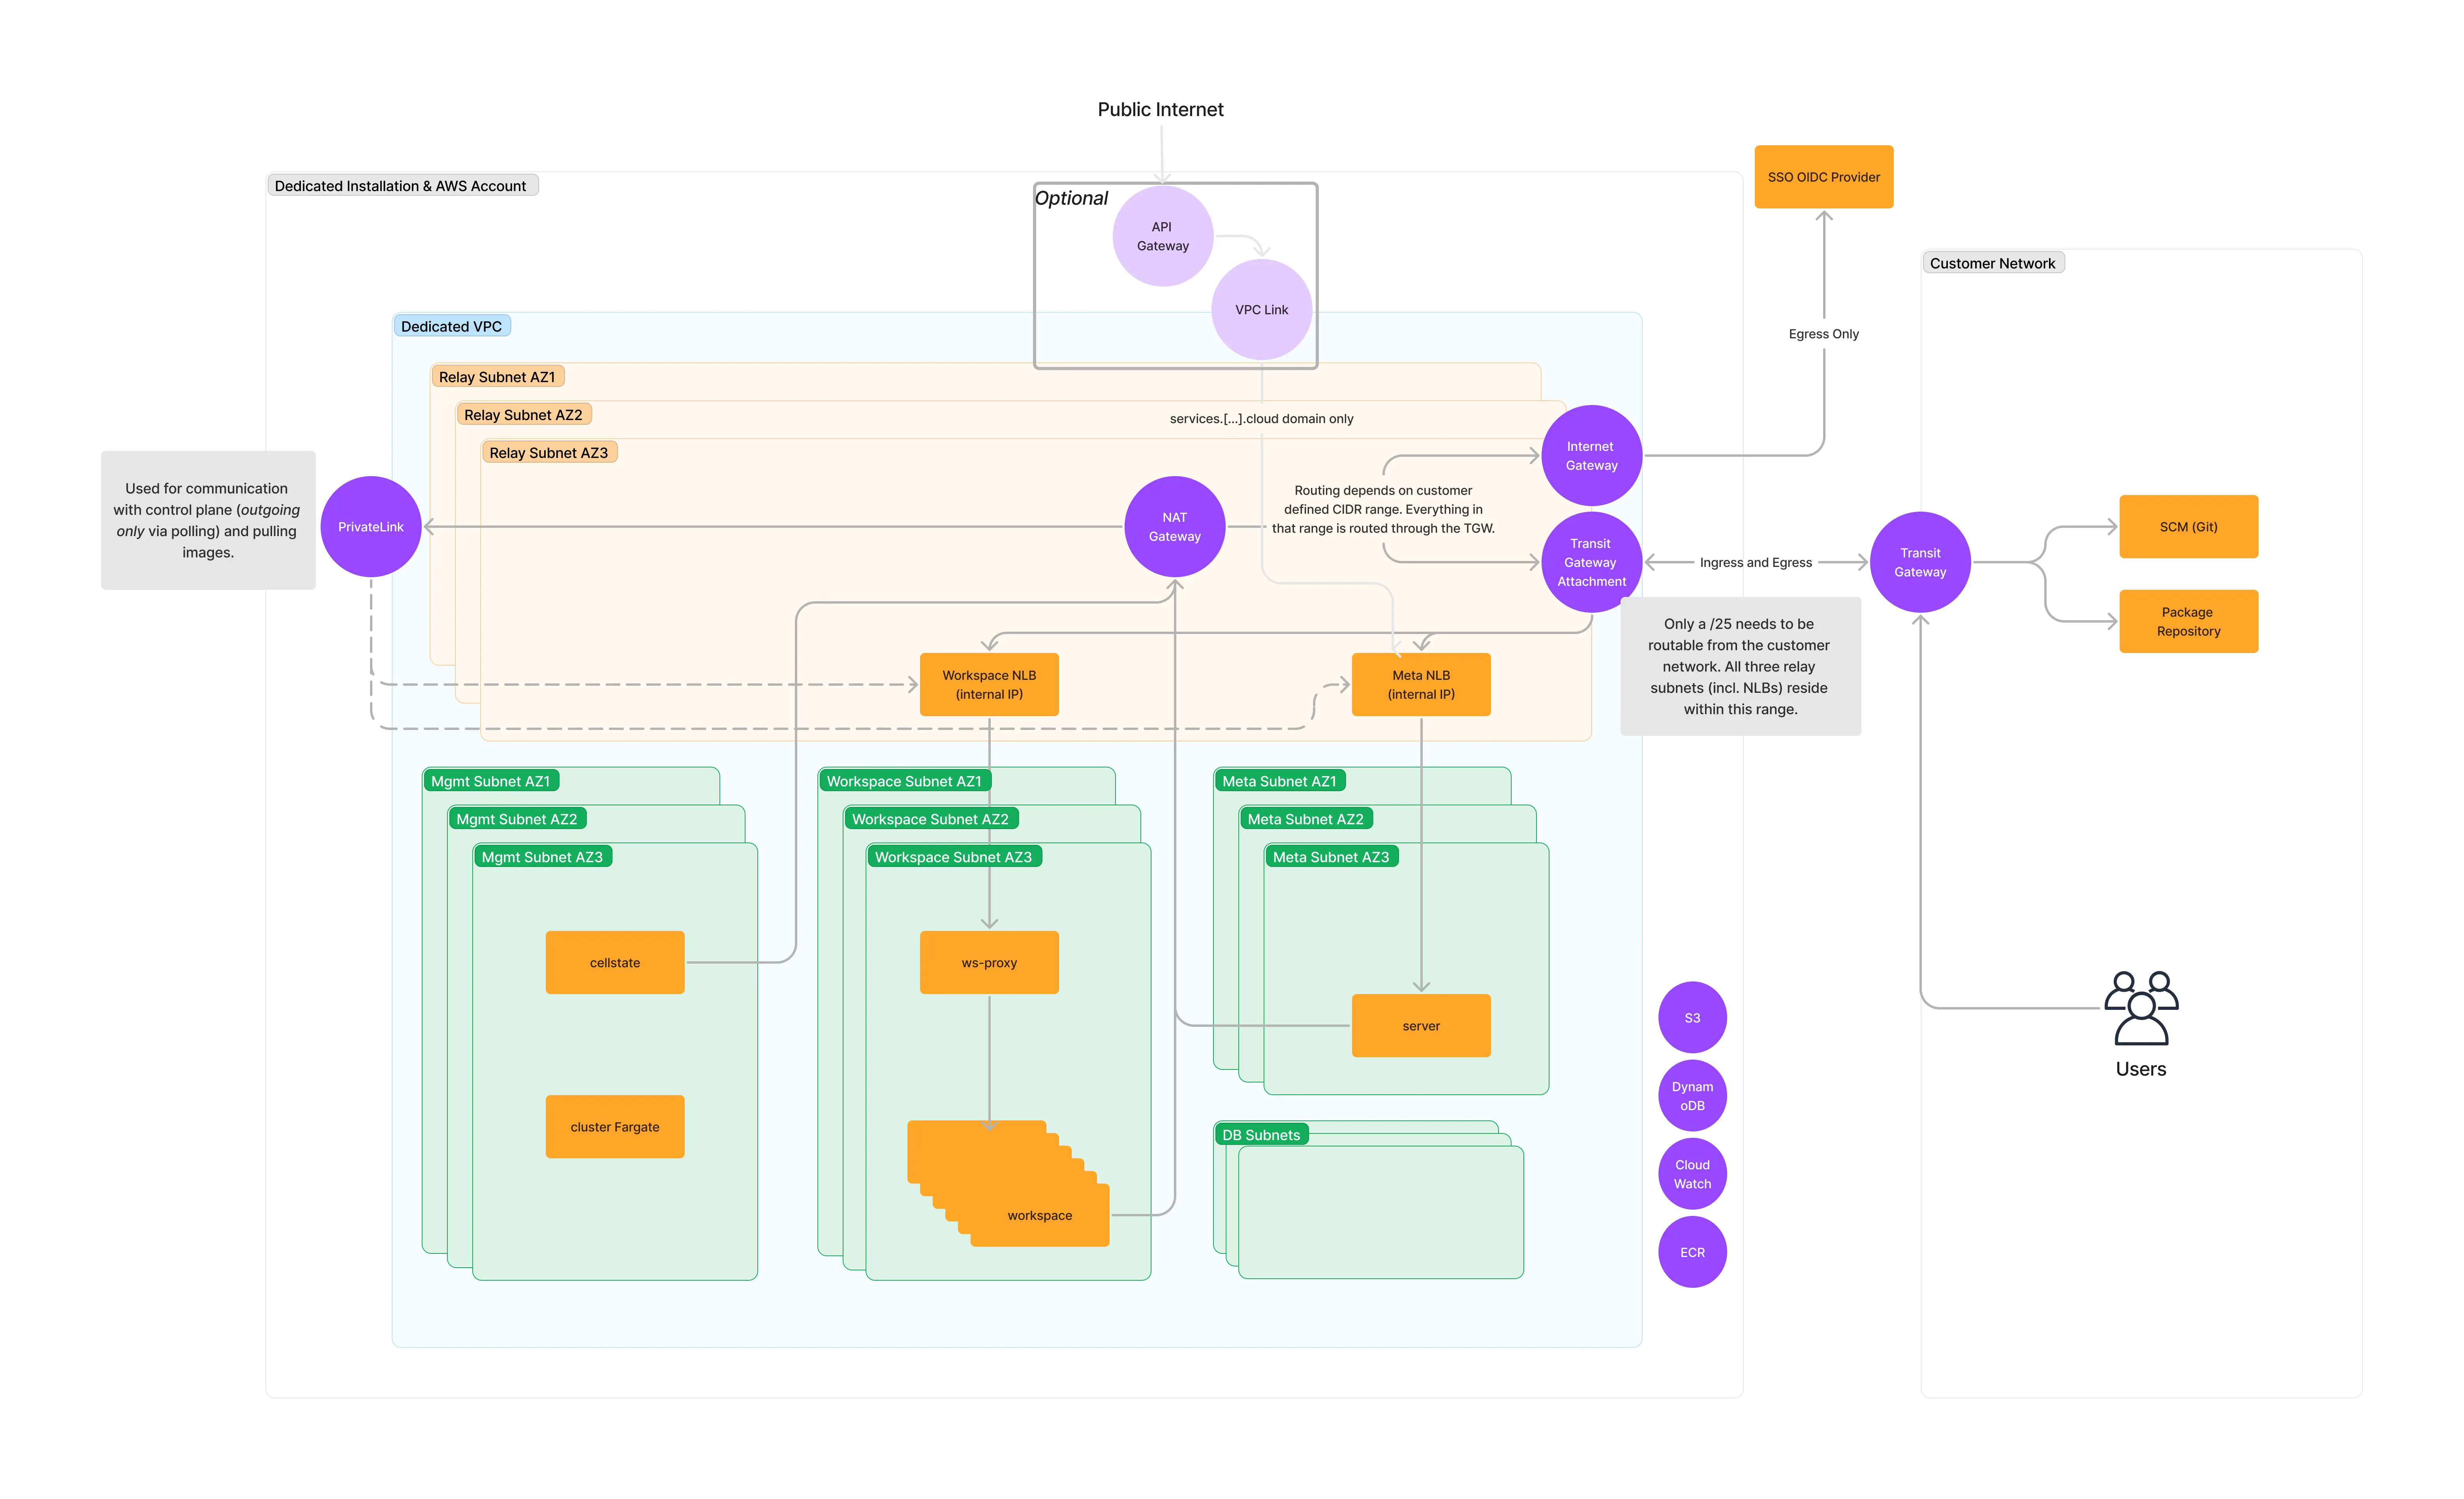 Public Internet
Dedicated Installation & AWS Account
Optional
API
Gateway
VPC Link
SSO OIDC Provider
Customer Network
Dedicated VPC
Egress Only
Relay Subnet AZ1
Relay Subnet AZ2
services.[...].cloud domain only
Relay Subnet AZ3
Internet
Gateway
Used for communication
with control plane (outgoing
only via polling) and pulling
images.
PrivateLink
NAT
Gateway
Routing depends on customer
defined CIDR range. Everything in
that range is routed through the TGW.
Transit
Gateway
Attachment
Ingress and Egress
Transit
Gateway
SCM (Git)
Package
Repository
Only a /25 needs to be
routable from the customer
network. All three relay
subnets (incl. NLBs) reside
within this range.
Workspace NLB
(internal IP)
Meta NLB
(internal IP)
Mgmt Subnet AZ1
Mgmt Subnet AZ2
Mgmt Subnet AZ3
Workspace Subnet AZ1
Workspace Subnet AZ2
Workspace Subnet AZ3
Meta Subnet AZ1
Meta Subnet AZ2
Meta Subnet AZ3
cellstate
ws-proxy
server
cluster Fargate
workspace
DB Subnets
S3
Dynam
oDB
Cloud
Watch
ECR
Users